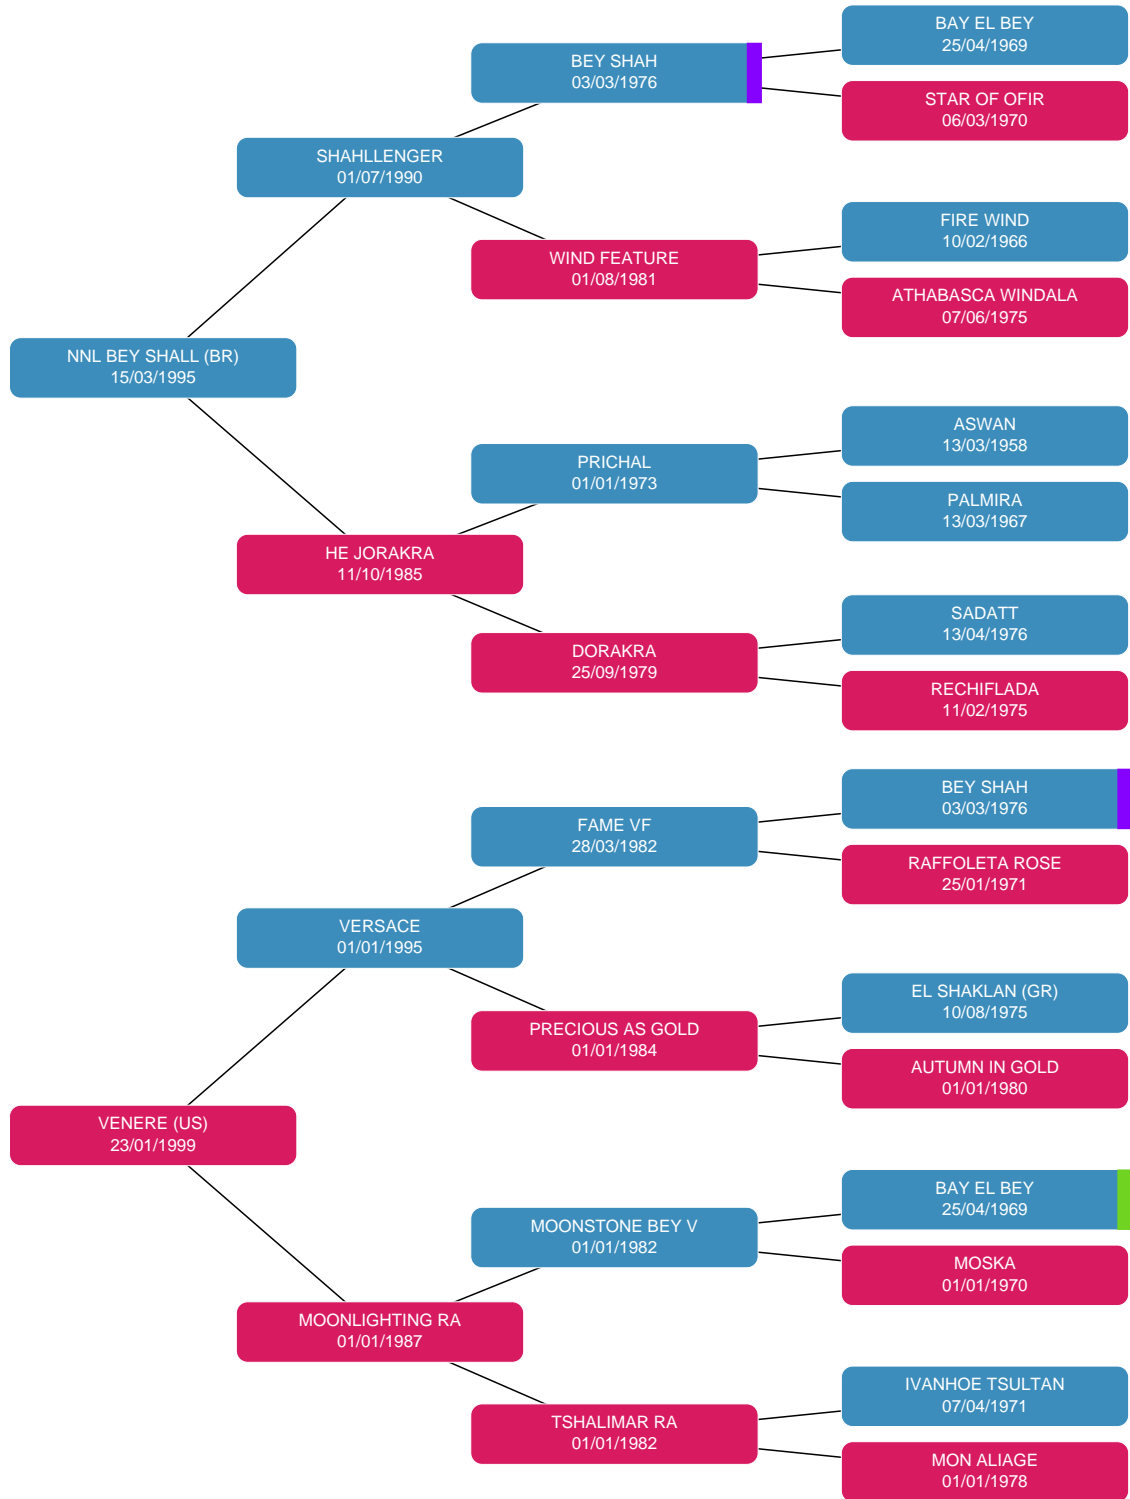 BAY EL BEY
25/04/1969
BEY SHAH
03/03/1976
STAR OF OFIR
06/03/1970
SHAHLLENGER
01/07/1990
FIRE WIND
10/02/1966
WIND FEATURE
01/08/1981
ATHABASCA WINDALA
07/06/1975
NNL BEY SHALL (BR)
15/03/1995
ASWAN
13/03/1958
PRICHAL
01/01/1973
PALMIRA
13/03/1967
HE JORAKRA
11/10/1985
SADATT
13/04/1976
DORAKRA
25/09/1979
RECHIFLADA
11/02/1975
BEY SHAH
03/03/1976
FAME VF
28/03/1982
RAFFOLETA ROSE
25/01/1971
VERSACE
01/01/1995
EL SHAKLAN (GR)
10/08/1975
PRECIOUS AS GOLD
01/01/1984
AUTUMN IN GOLD
01/01/1980
VENERE (US)
23/01/1999
BAY EL BEY
25/04/1969
MOONSTONE BEY V
01/01/1982
MOSKA
01/01/1970
MOONLIGHTING RA
01/01/1987
IVANHOE TSULTAN
07/04/1971
TSHALIMAR RA
01/01/1982
MON ALIAGE
01/01/1978